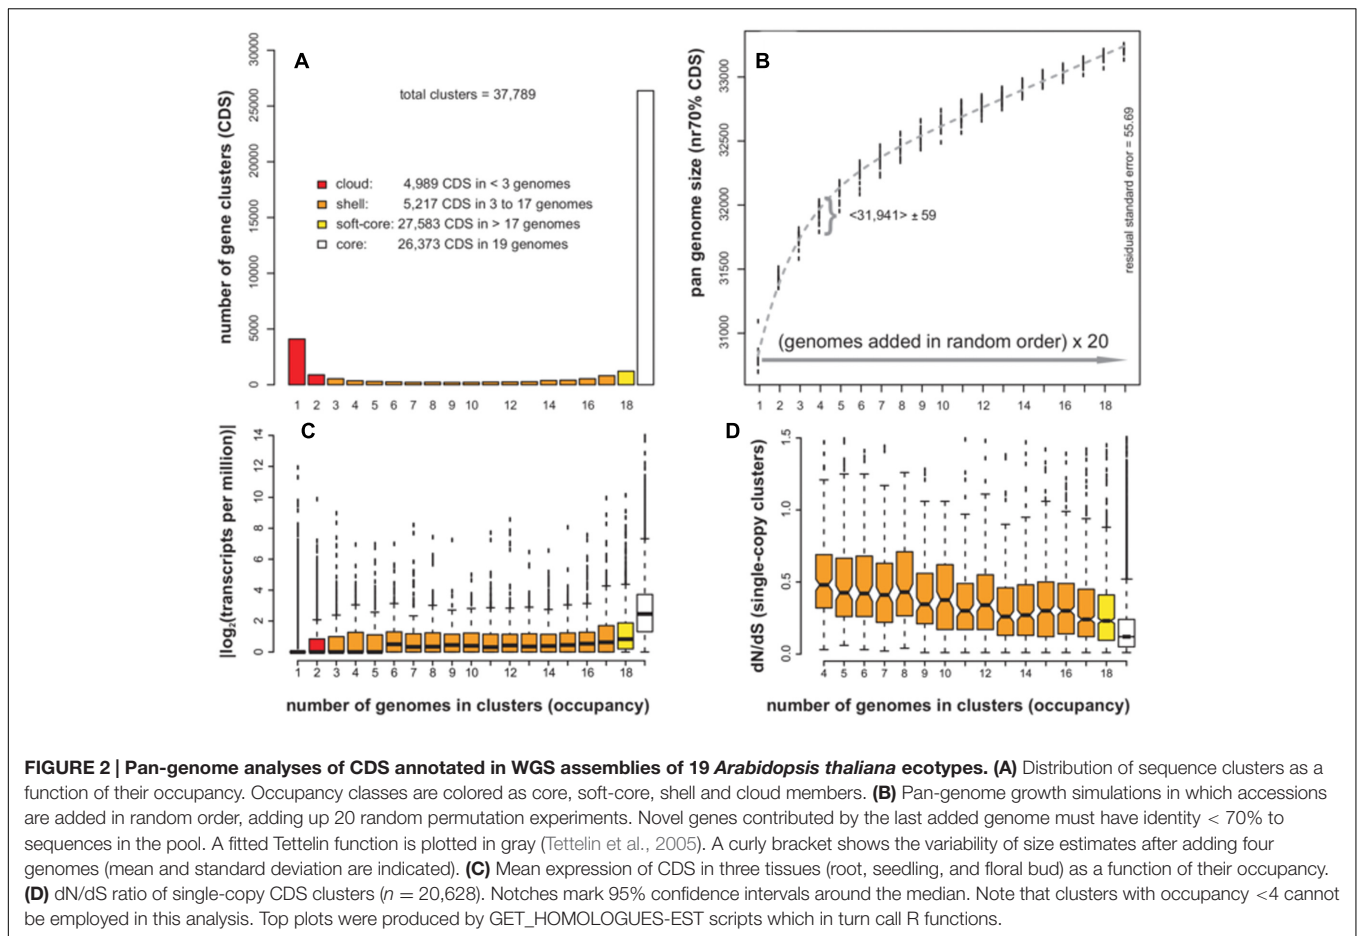 A
number of gene clusters (CDS)
30000
25000
20000
15000
10000
5000
0
total clusters = 37,789
cloud: 4,989 CDS in < 3 genomes
shell: 5,217 CDS in 3 to 17 genomes
soft-core: 27,583 CDS in > 17 genomes
core: 26,373 CDS in 19 genomes
1 2 3 4 5 6 7 8 9 10 12 14 16 18
B
pan genome size (nr70% CDS)
33000
32500
32000
31500
31000
<31,941> ± 59
residual standard error = 55.69
(genomes added in random order) x 20
1 2 3 4 5 6 7 8 9 10 12 14 16 18
C
|log2(transcripts per million)|
14
12
10
8
6
4
2
0
1 2 3 4 5 6 7 8 9 10 12 14 16 18
number of genomes in clusters (occupancy)
D
dN/dS (single-copy clusters)
1.5
1.0
0.5
0.0
4 5 6 7 8 9 10 12 14 16 18
number of genomes in clusters (occupancy)
FIGURE 2 | Pan-genome analyses of CDS annotated in WGS assemblies of 19 Arabidopsis thaliana ecotypes. (A) Distribution of sequence clusters as a
function of their occupancy. Occupancy classes are colored as core, soft-core, shell and cloud members. (B) Pan-genome growth simulations in which accessions
are added in random order, adding up 20 random permutation experiments. Novel genes contributed by the last added genome must have identity < 70% to
sequences in the pool. A fitted Tettelin function is plotted in gray (Tettelin et al., 2005). A curly bracket shows the variability of size estimates after adding four
genomes (mean and standard deviation are indicated). (C) Mean expression of CDS in three tissues (root, seedling, and floral bud) as a function of their occupancy.
(D) dN/dS ratio of single-copy CDS clusters (n = 20,628). Notches mark 95% confidence intervals around the median. Note that clusters with occupancy <4 cannot
be employed in this analysis. Top plots were produced by GET_HOMOLOGUES-EST scripts which in turn call R functions.